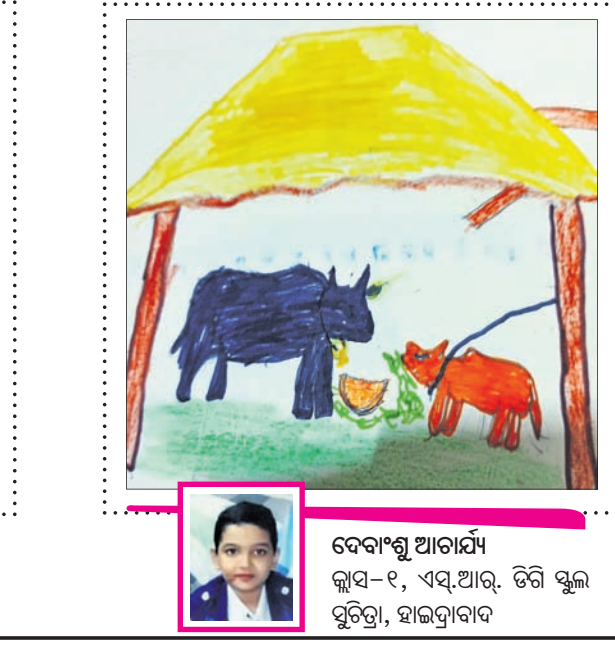 ଦେବାଂଶୁ ଆଚାର୍ଯ୍ୟ
କ୍ଲାସ–୧, ଏସ୍.ଆର୍. ଡିଗି ସ୍କୁଲ
ସୁଚିତ୍ରା, ହାଇଦ୍ରାବାଦ